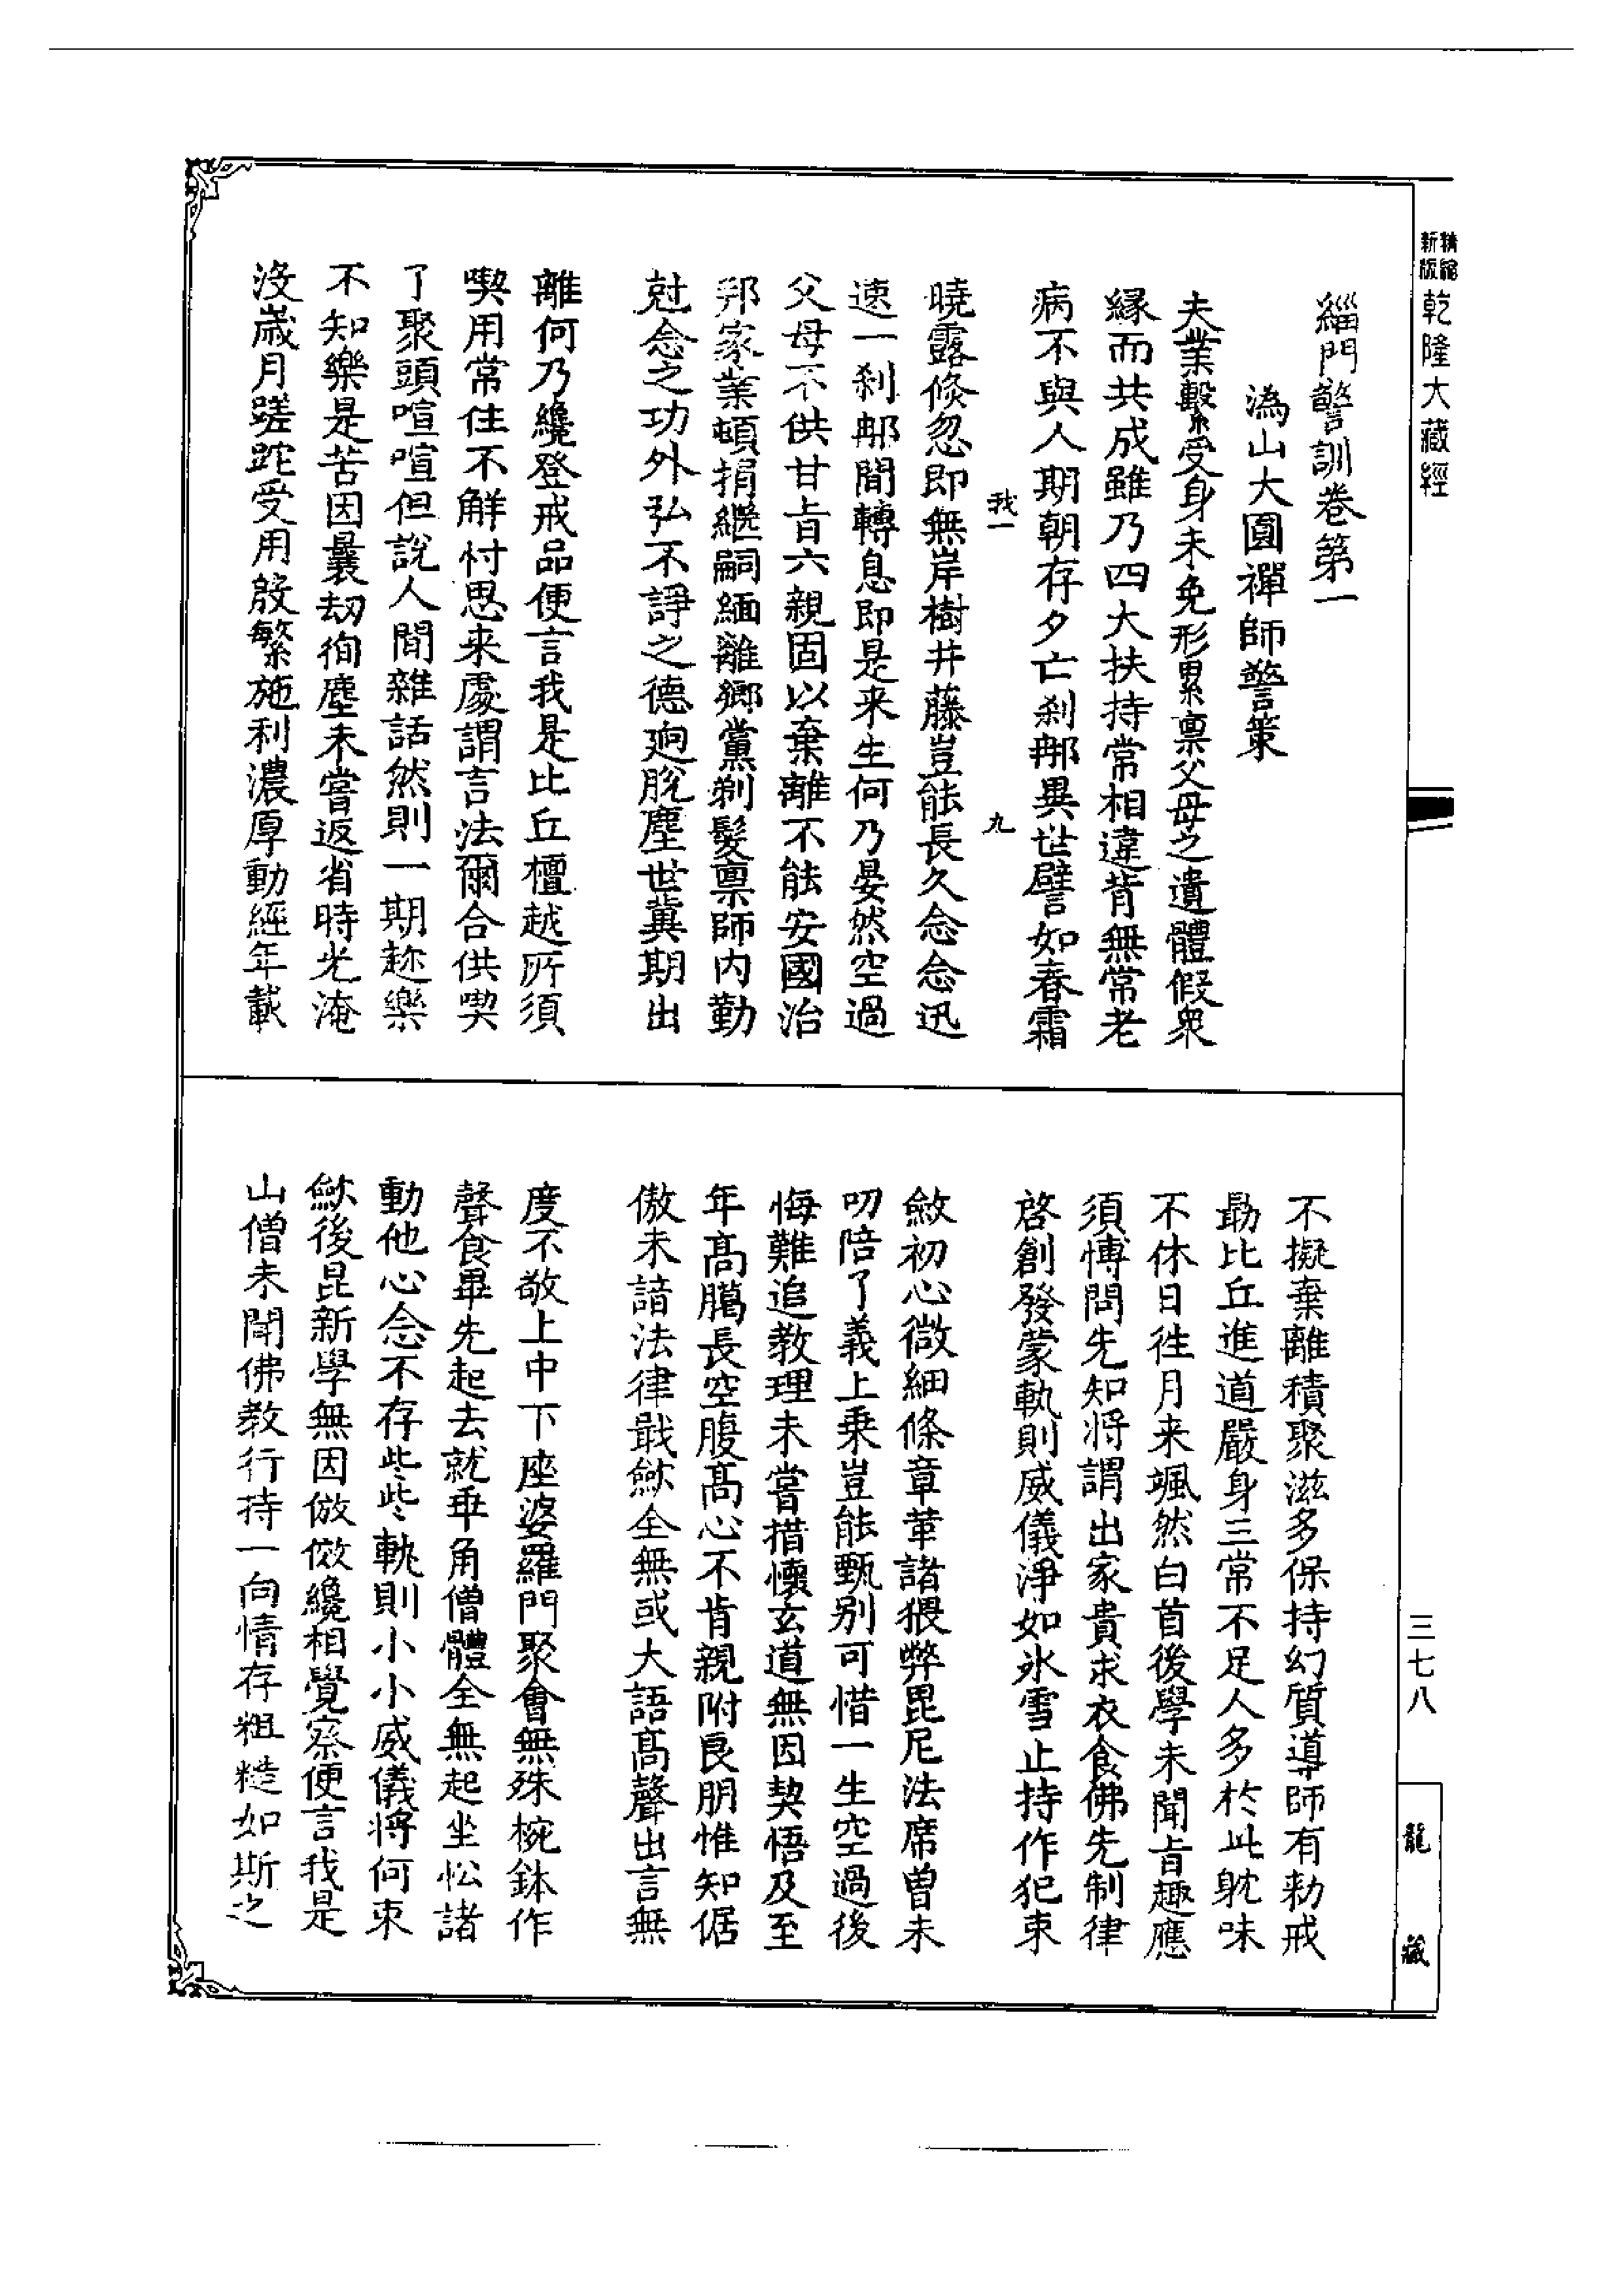 精縮新版乾隆大藏經
緇門警訓卷第一
溈山大圓禪師警策
夫業繫受身未免形累稟父母之遺體假衆
緣而共成雖乃四大扶持常相違背無常老
病不與人期朝存夕亡刹那異世譬如春霜
我一　九
曉露倐忽即無岸樹井藤豈能長久念念迅
速一刹那間轉息即是来生何乃晏然空過
父母不供甘旨六親固以棄離不能安國治
邦家業頓捐繼嗣緬離鄉黨剃髮稟師内勤
尅念之功外弘不諍之德逈脫塵世冀期出
離何乃纔登戒品便言我是比丘檀越所須
喫用常住不解忖思来處謂言法爾合供喫
了聚頭喧喧但說人間雜話然則一期趂樂
不知樂是苦因曩劫徇塵未嘗返省時光淹
沒歲月蹉跎受用殷繁施利濃厚動經年載
不擬棄離積聚滋多保持幻質導師有勑戒
勗比丘進道嚴身三常不足人多於此躭味
不休日往月来颯然白首後學未聞旨趣應
須博問先知將謂出家貴求衣食佛先制律
啓創發蒙軌則威儀淨如氷雪止持作犯束
斂初心微細條章革諸猥弊毘尼法席曾未
叨陪了義上乗豈能甄别可惜一生空過後
悔難追教理未嘗措懷玄道無因契悟及至
年髙臈長空腹髙心不肯親附良朋惟知倨
傲未諳法律戢斂全無或大語髙聲出言無
度不敬上中下座婆羅門聚會無殊椀鉢作
聲食畢先起去就乖角僧體全無起坐忪諸
動他心念不存些些軌則小小威儀將何束
斂後昆新學無因倣傚纔相覺察便言我是
山僧未聞佛教行持一向情存粗糙如斯之
三七八
龍藏